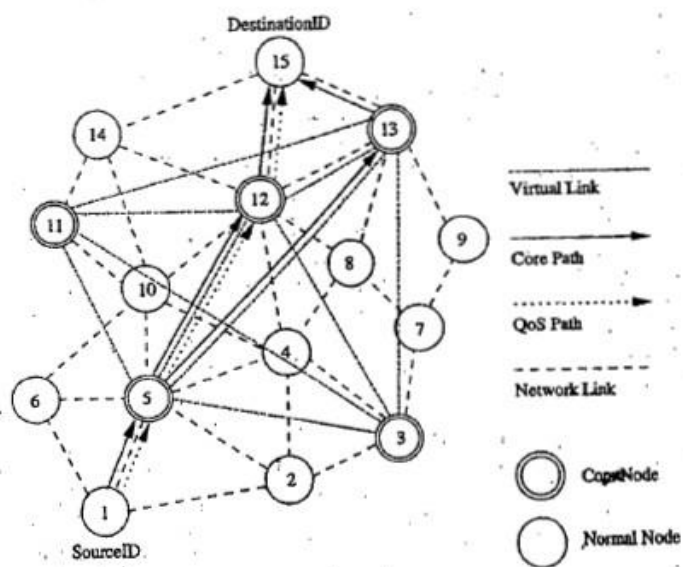 DestinationID
15
14
13
Virtual Link
12
11
9
Core Path
8
10
QoS Path
7
4
Network Link
6
5
3
2
Node
1
Normal Node
SourceID